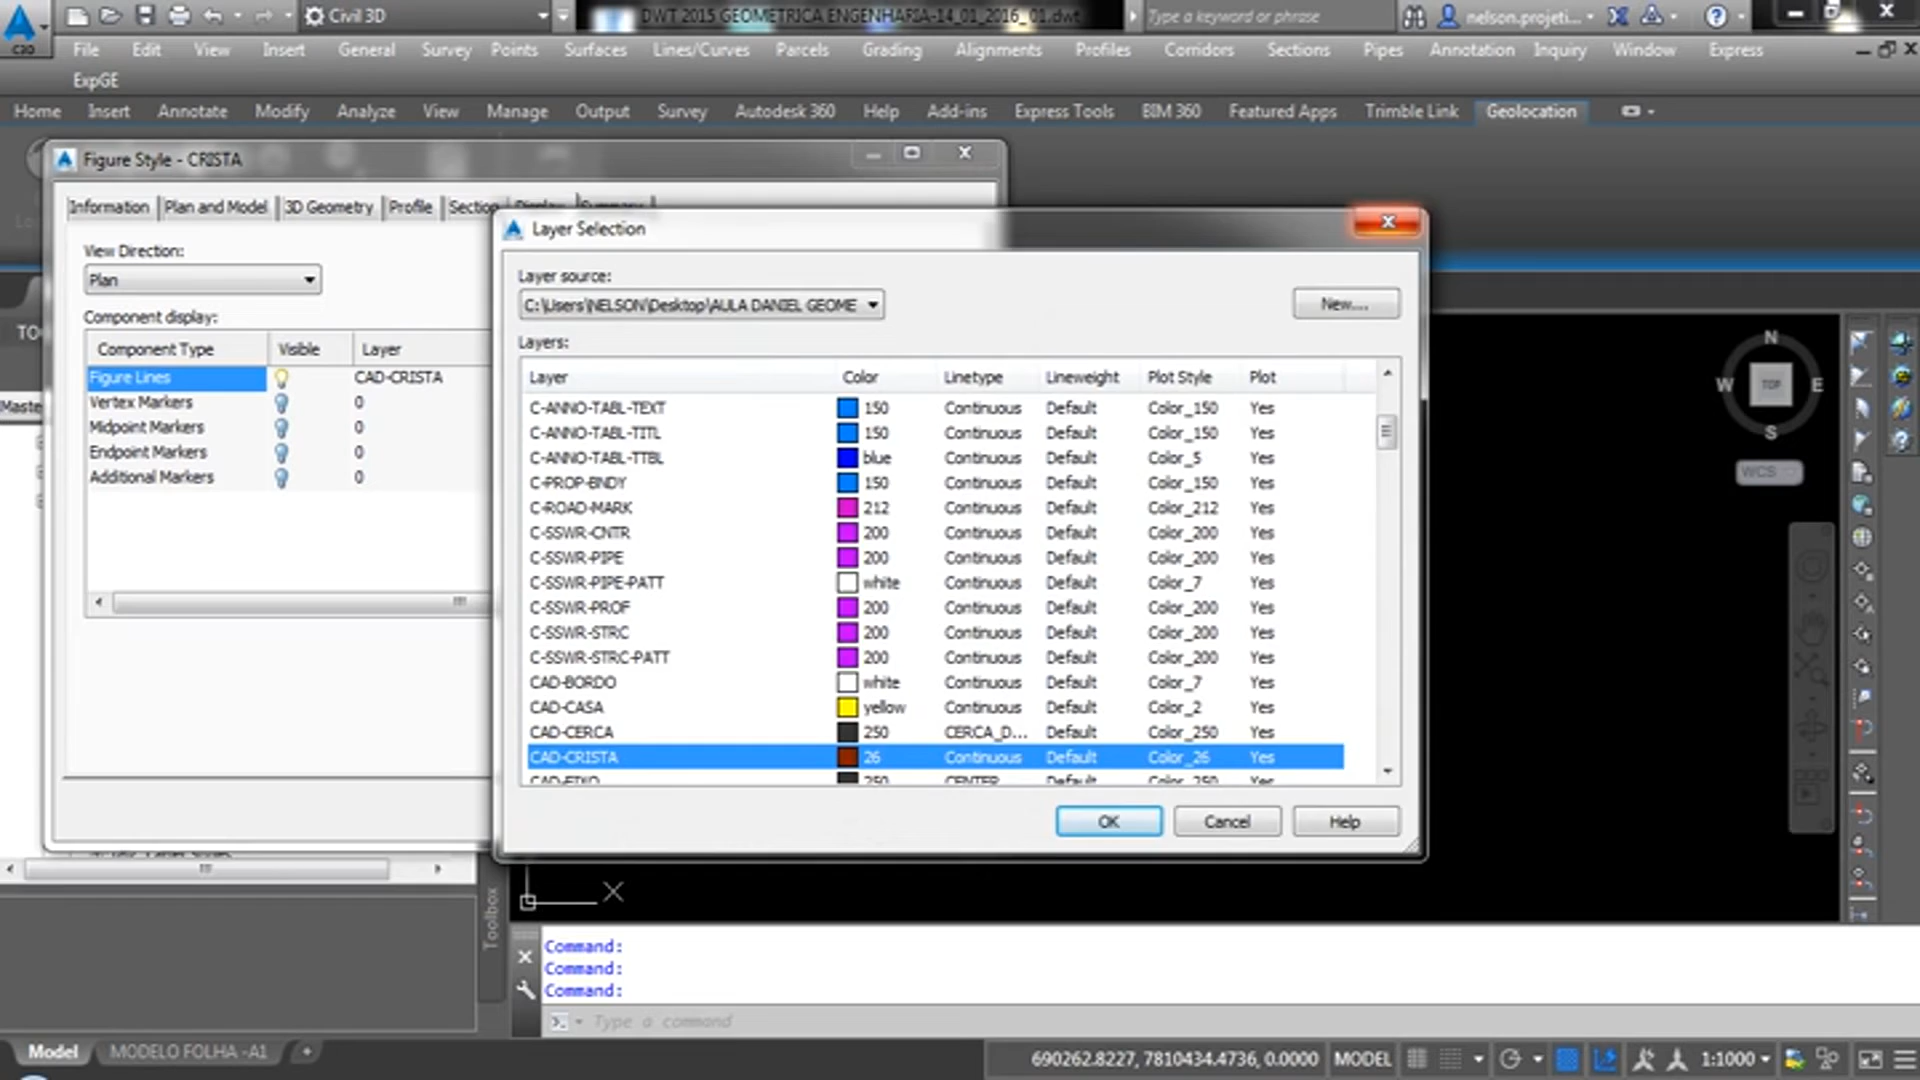 Civil 3D
DWT 2015 GEOMETRICA ENGENHARIA-14_01_2016_01.dwt
Type a keyword or phrase
nelson.projeti...
C3D
File Edit View Insert General Survey Points Surfaces Lines/Curves Parcels Grading Alignments Profiles Corridors Sections Pipes Annotation Inquiry Window Express
ExpGE
Home Insert Annotate Modify Analyze View Manage Output Survey Autodesk 360 Help Add-ins Express Tools BIM 360 Featured Apps Trimble Link Geolocation
Figure Style - CRISTA
Information Plan and Model 3D Geometry Profile Section Display Summary
View Direction:
Plan
Component display:
Component Type Visible Layer
Figure Lines CAD-CRISTA
Vertex Markers 0
Midpoint Markers 0
Endpoint Markers 0
Additional Markers 0
Layer Selection
Layer source:
C:\Users\NELSON\Desktop\AULA DANIEL GEOME
New....
Layers:
Layer Color Linetype Lineweight Plot Style Plot
C-ANNO-TABL-TEXT 150 Continuous Default Color_150 Yes
C-ANNO-TABL-TITL 150 Continuous Default Color_150 Yes
C-ANNO-TABL-TTBL blue Continuous Default Color_5 Yes
C-PROP-BNDY 150 Continuous Default Color_150 Yes
C-ROAD-MARK 212 Continuous Default Color_212 Yes
C-SSWR-CNTR 200 Continuous Default Color_200 Yes
C-SSWR-PIPE 200 Continuous Default Color_200 Yes
C-SSWR-PIPE-PATT white Continuous Default Color_7 Yes
C-SSWR-PROF 200 Continuous Default Color_200 Yes
C-SSWR-STRC 200 Continuous Default Color_200 Yes
C-SSWR-STRC-PATT 200 Continuous Default Color_200 Yes
CAD-BORDO white Continuous Default Color_7 Yes
CAD-CASA yellow Continuous Default Color_2 Yes
CAD-CERCA 250 CERCA_D... Default Color_250 Yes
CAD-CRISTA 26 Continuous Default Color_26 Yes
CAD-EIXO 250 CENTER Default Color_250 Yes
OK Cancel Help
TO
Maste
N
W TOP E
S
WCS
X
Toolbox
Command:
Command:
Command:
Type a command
Model MODELO FOLHA -A1 +
690262.8227, 7810434.4736, 0.0000 MODEL 1:1000